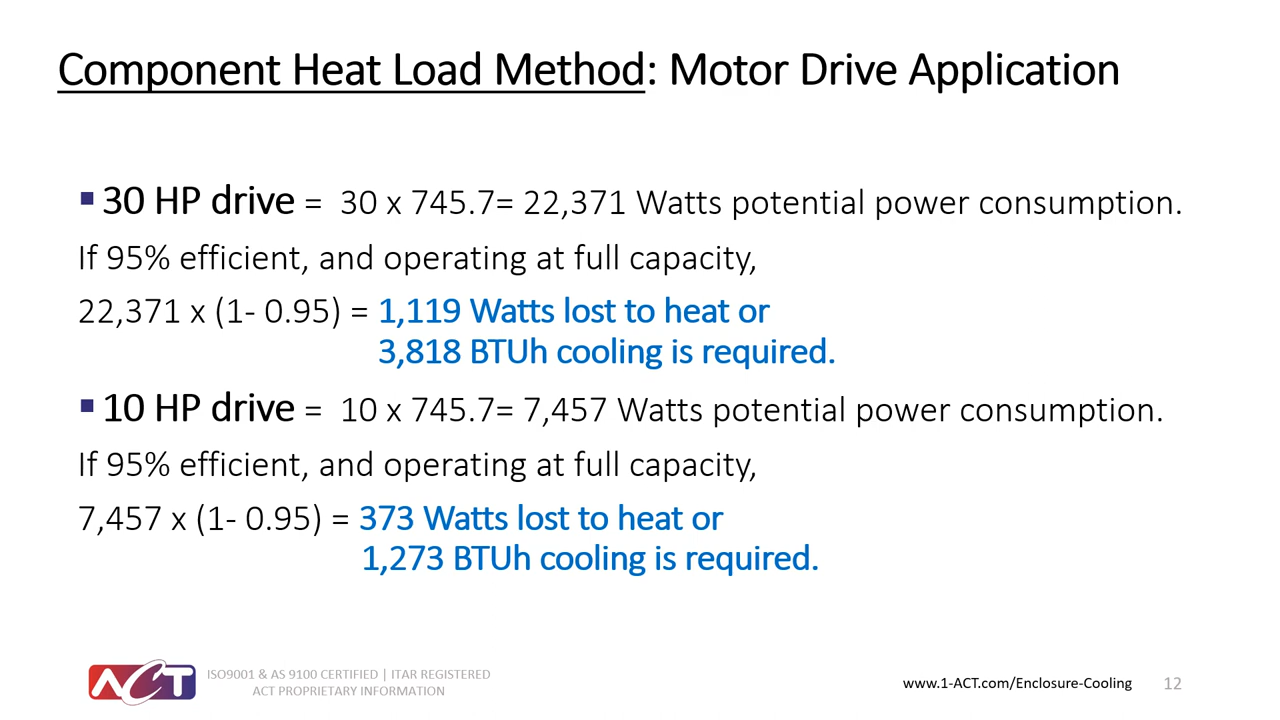 Component Heat Load Method: Motor Drive Application
▪ 30 HP drive = 30 x 745.7= 22,371 Watts potential power consumption.
If 95% efficient, and operating at full capacity,
22,371 x (1- 0.95) = 1,119 Watts lost to heat or
3,818 BTUh cooling is required.
▪ 10 HP drive = 10 x 745.7= 7,457 Watts potential power consumption.
If 95% efficient, and operating at full capacity,
7,457 x (1- 0.95) = 373 Watts lost to heat or
1,273 BTUh cooling is required.
ACT
ISO9001 & AS 9100 CERTIFIED | ITAR REGISTERED
ACT PROPRIETARY INFORMATION
www.1-ACT.com/Enclosure-Cooling
12